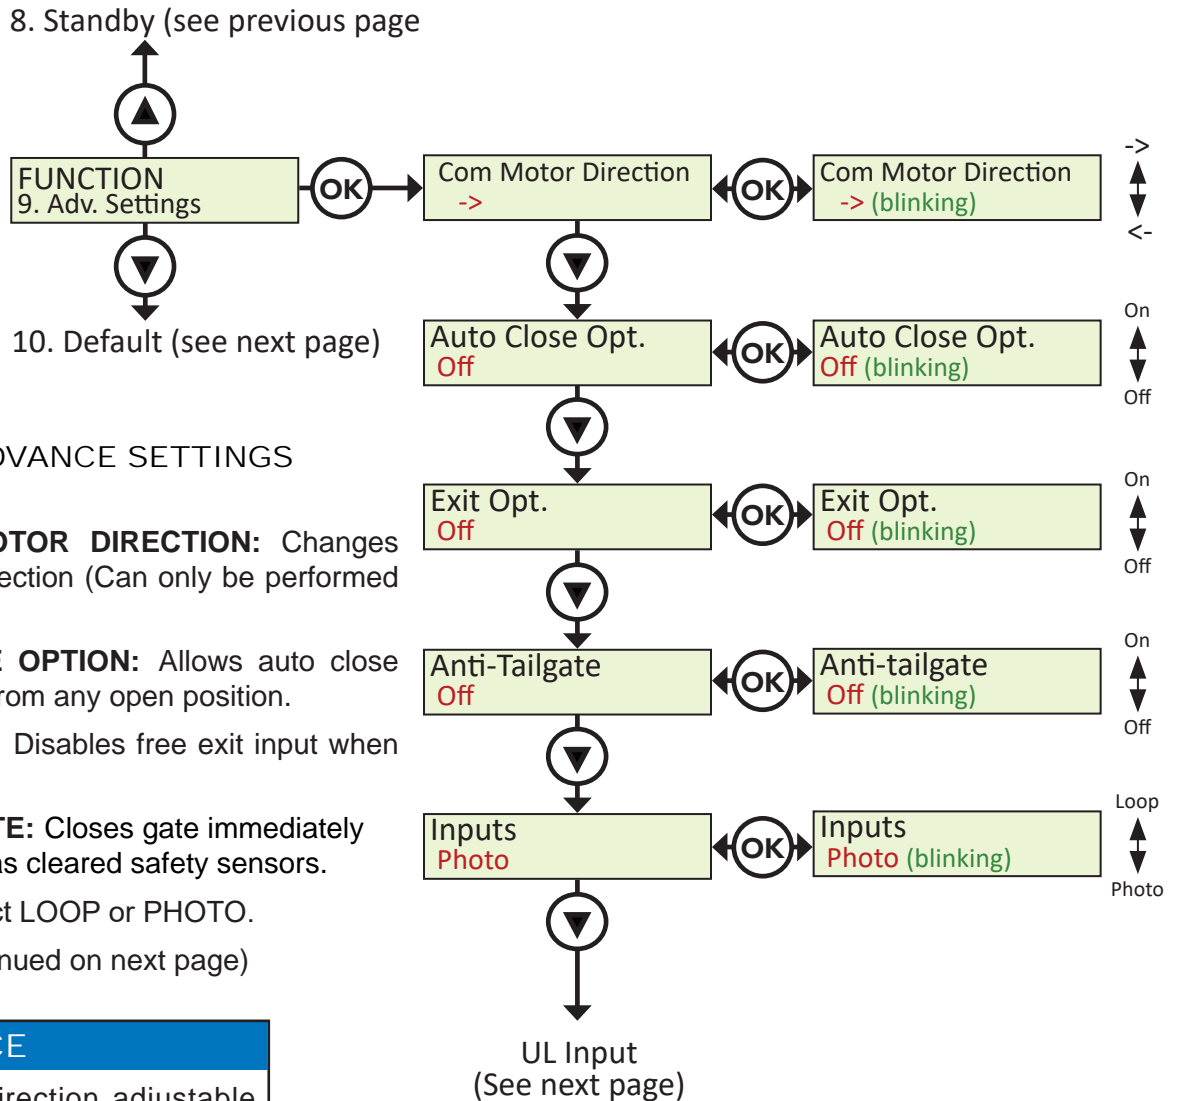 8. Standby (see previous page
FUNCTION
9. Adv. Settings
OK
Com Motor Direction
->
OK
Com Motor Direction
-> (blinking)
->
<-
10. Default (see next page)
Auto Close Opt.
Off
OK
Auto Close Opt.
Off (blinking)
On
Off
Exit Opt.
Off
OK
Exit Opt.
Off (blinking)
On
Off
Anti-Tailgate
Off
OK
Anti-tailgate
Off (blinking)
On
Off
Inputs
Photo
OK
Inputs
Photo (blinking)
Loop
Photo
UL Input
(See next page)
DVANCE SETTINGS
OTOR DIRECTION: Changes
ection (Can only be performed
E OPTION: Allows auto close
from any open position.
Disables free exit input when
TE: Closes gate immediately
as cleared safety sensors.
ct LOOP or PHOTO.
nued on next page)
CE
irection adjustable